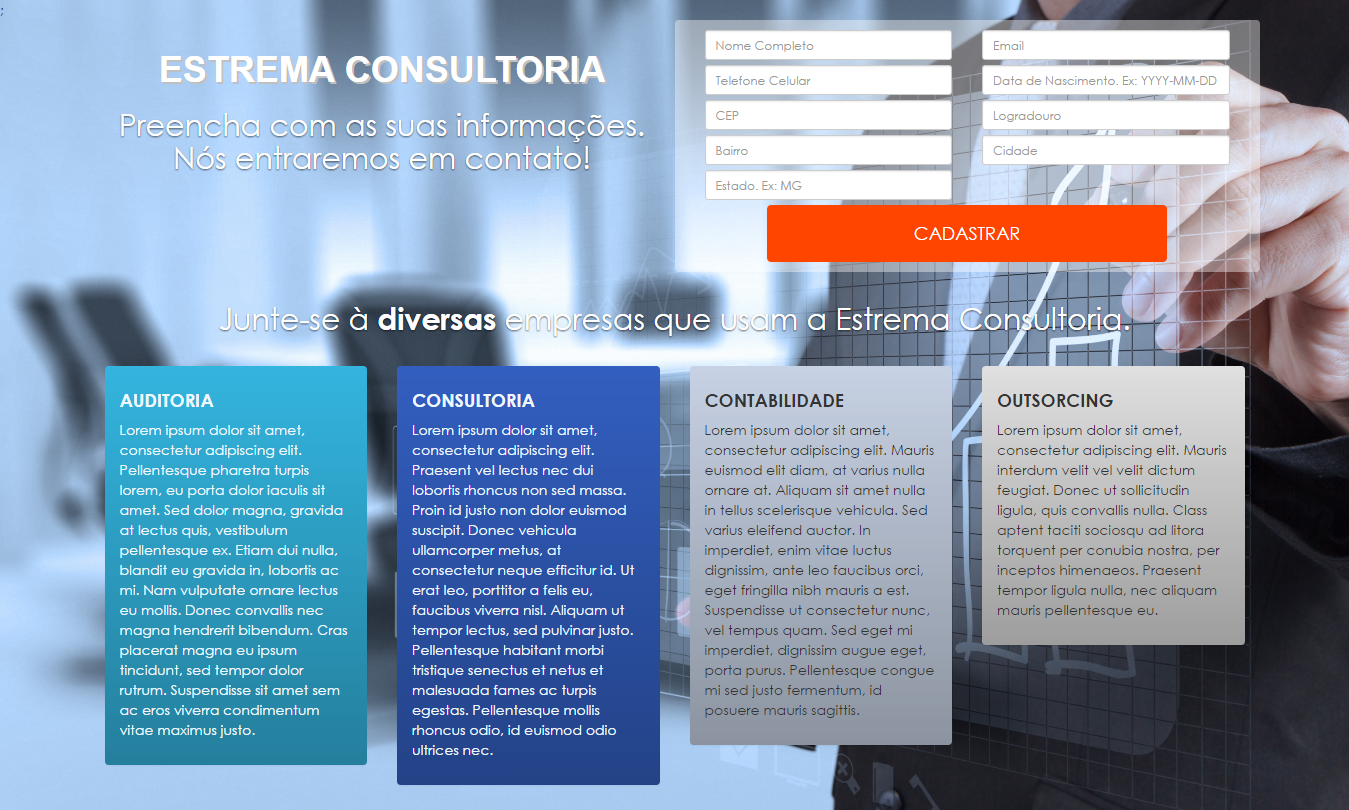 ;
ESTREMA CONSULTORIA
Preencha com as suas informações.
Nós entraremos em contato!
Nome Completo
Email
Telefone Celular
Data de Nascimento. Ex: YYYY-MM-DD
CEP
Logradouro
Bairro
Cidade
Estado. Ex: MG
CADASTRAR
Junte-se à diversas empresas que usam a Estrema Consultoria.
AUDITORIA
Lorem ipsum dolor sit amet,
consectetur adipiscing elit.
Pellentesque pharetra turpis
lorem, eu porta dolor iaculis sit
amet. Sed dolor magna, gravida
at lectus quis, vestibulum
pellentesque ex. Etiam dui nulla,
blandit eu gravida in, lobortis ac
mi. Nam vulputate ornare lectus
eu mollis. Donec convallis nec
magna hendrerit bibendum. Cras
placerat magna eu ipsum
tincidunt, sed tempor dolor
rutrum. Suspendisse sit amet sem
ac eros viverra condimentum
vitae maximus justo.
CONSULTORIA
Lorem ipsum dolor sit amet,
consectetur adipiscing elit.
Praesent vel lectus nec dui
lobortis rhoncus non sed massa.
Proin id justo non dolor euismod
suscipit. Donec vehicula
ullamcorper metus, at
consectetur neque efficitur id. Ut
erat leo, porttitor a felis eu,
faucibus viverra nisl. Aliquam ut
tempor lectus, sed pulvinar justo.
Pellentesque habitant morbi
tristique senectus et netus et
malesuada fames ac turpis
egestas. Pellentesque mollis
rhoncus odio, id euismod odio
ultrices nec.
CONTABILIDADE
Lorem ipsum dolor sit amet,
consectetur adipiscing elit. Mauris
euismod elit diam, at varius nulla
ornare at. Aliquam sit amet nulla
in tellus scelerisque vehicula. Sed
varius eleifend auctor. In
imperdiet, enim vitae luctus
dignissim, ante leo faucibus orci,
eget fringilla nibh mauris a est.
Suspendisse ut consectetur nunc,
vel tempus quam. Sed eget mi
imperdiet, dignissim augue eget,
porta purus. Pellentesque congue
mi sed justo fermentum, id
posuere mauris sagittis.
OUTSORCING
Lorem ipsum dolor sit amet,
consectetur adipiscing elit. Mauris
interdum velit vel velit dictum
feugiat. Donec ut sollicitudin
ligula, quis convallis nulla. Class
aptent taciti sociosqu ad litora
torquent per conubia nostra, per
inceptos himenaeos. Praesent
tempor ligula nulla, nec aliquam
mauris pellentesque eu.